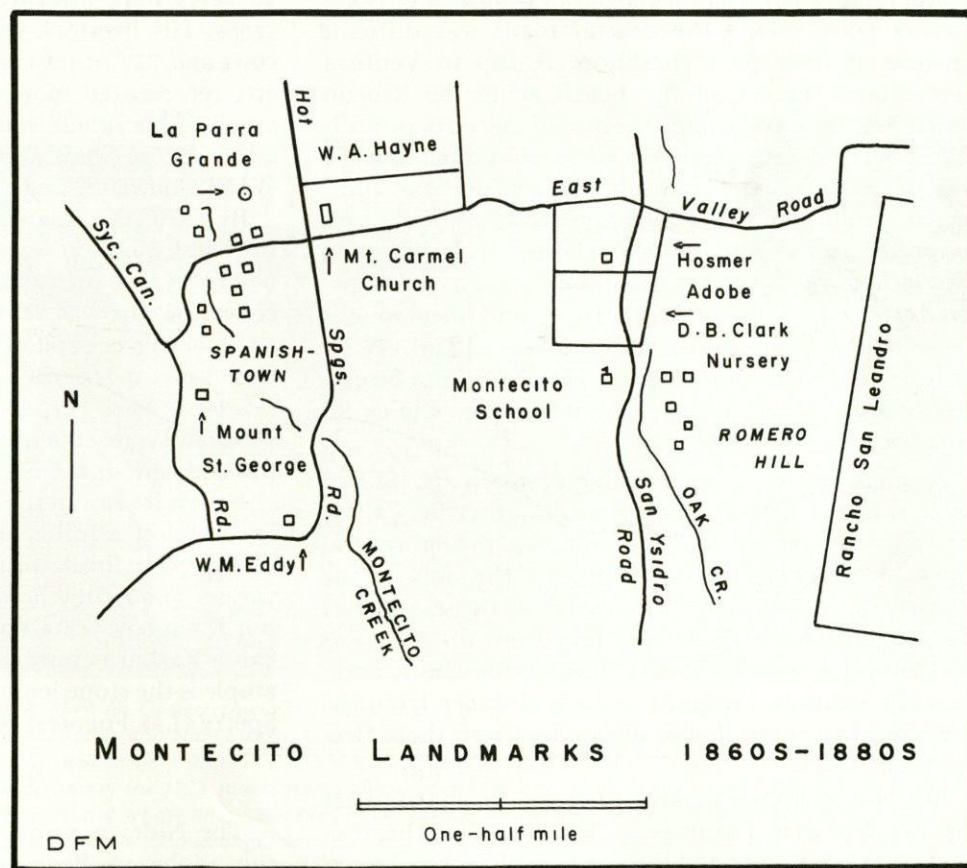 La Parra
Grande
Hot
Spgs.
Rd.
W. A. Hayne
East
Valley
Road
Syc. Can.
Rd.
Mt. Carmel
Church
Hosmer
Adobe
D. B. Clark
Nursery
SPANISH-
TOWN
Montecito
School
N
Mount
St. George
ROMERO
HILL
Rancho San Leandro
San
Ysidro
Road
OAK
CR.
W. M. Eddy
MONTECITO
CREEK
MONTECITO LANDMARKS 1860S-1880S
One-half mile
DFM